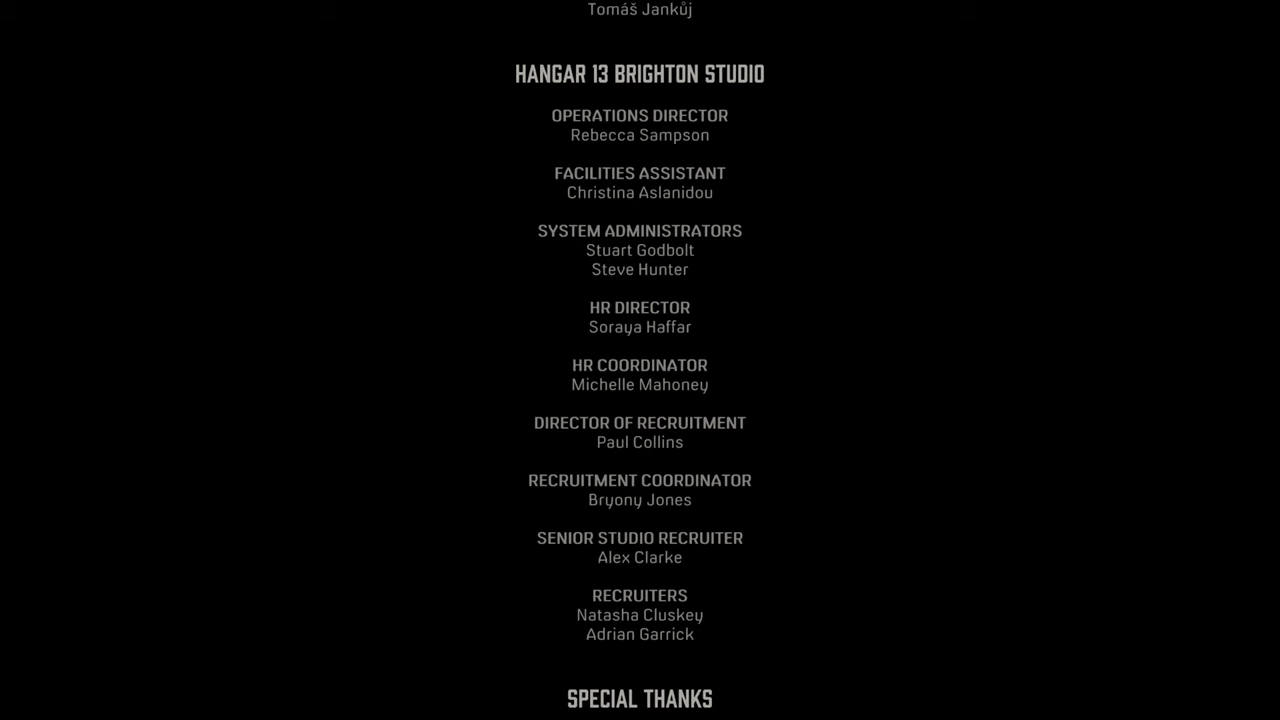 Tomáš Jankůj
HANGAR 13 BRIGHTON STUDIO
OPERATIONS DIRECTOR
Rebecca Sampson
FACILITIES ASSISTANT
Christina Aslanidou
SYSTEM ADMINISTRATORS
Stuart Godbolt
Steve Hunter
HR DIRECTOR
Soraya Haffar
HR COORDINATOR
Michelle Mahoney
DIRECTOR OF RECRUITMENT
Paul Collins
RECRUITMENT COORDINATOR
Bryony Jones
SENIOR STUDIO RECRUITER
Alex Clarke
RECRUITERS
Natasha Cluskey
Adrian Garrick
SPECIAL THANKS